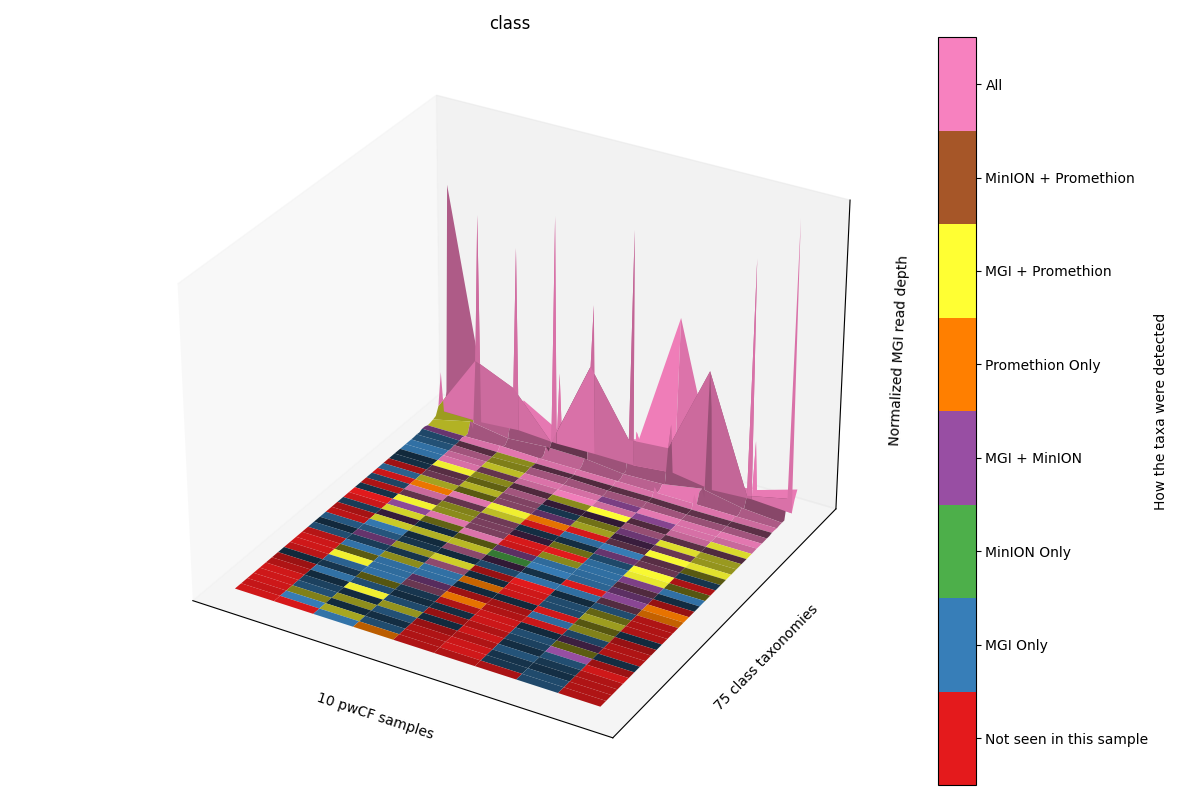 class
Normalized MGI read depth
75 class taxonomies
10 pwCF samples
All
MinION + Promethion
MGI + Promethion
Promethion Only
MGI + MinION
MinION Only
MGI Only
Not seen in this sample
How the taxa were detected